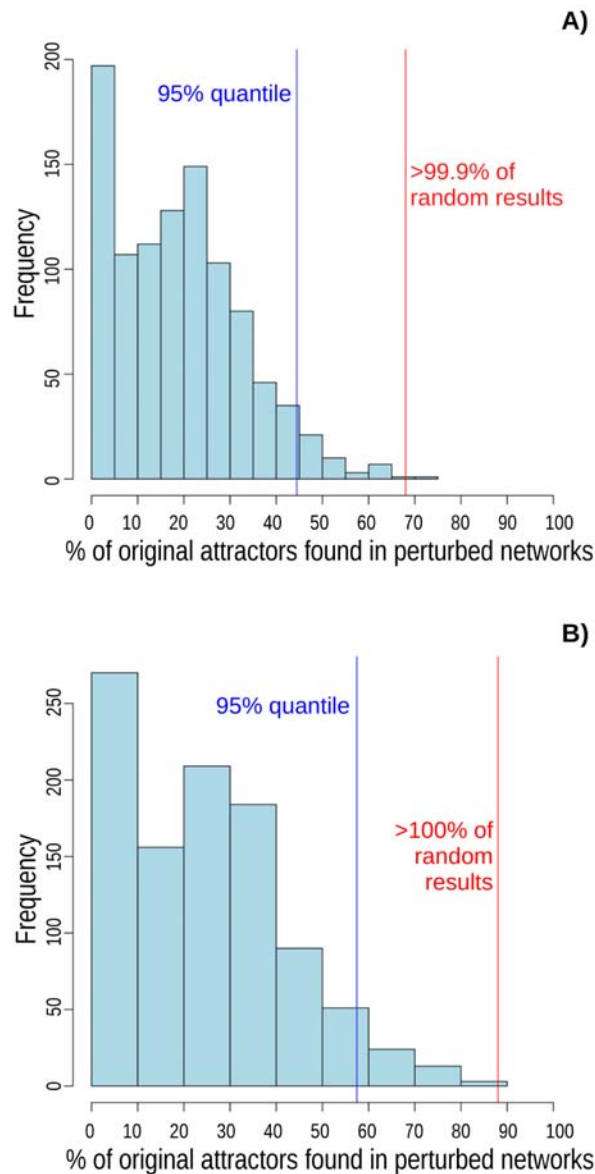 A)
200
150
100
50
0
Frequency
95% quantile
>99.9% of
random results
0 10 20 30 40 50 60 70 80 90 100
% of original attractors found in perturbed networks
B)
250
200
150
100
50
0
Frequency
95% quantile
>100% of
random
results
0 10 20 30 40 50 60 70 80 90 100
% of original attractors found in perturbed networks